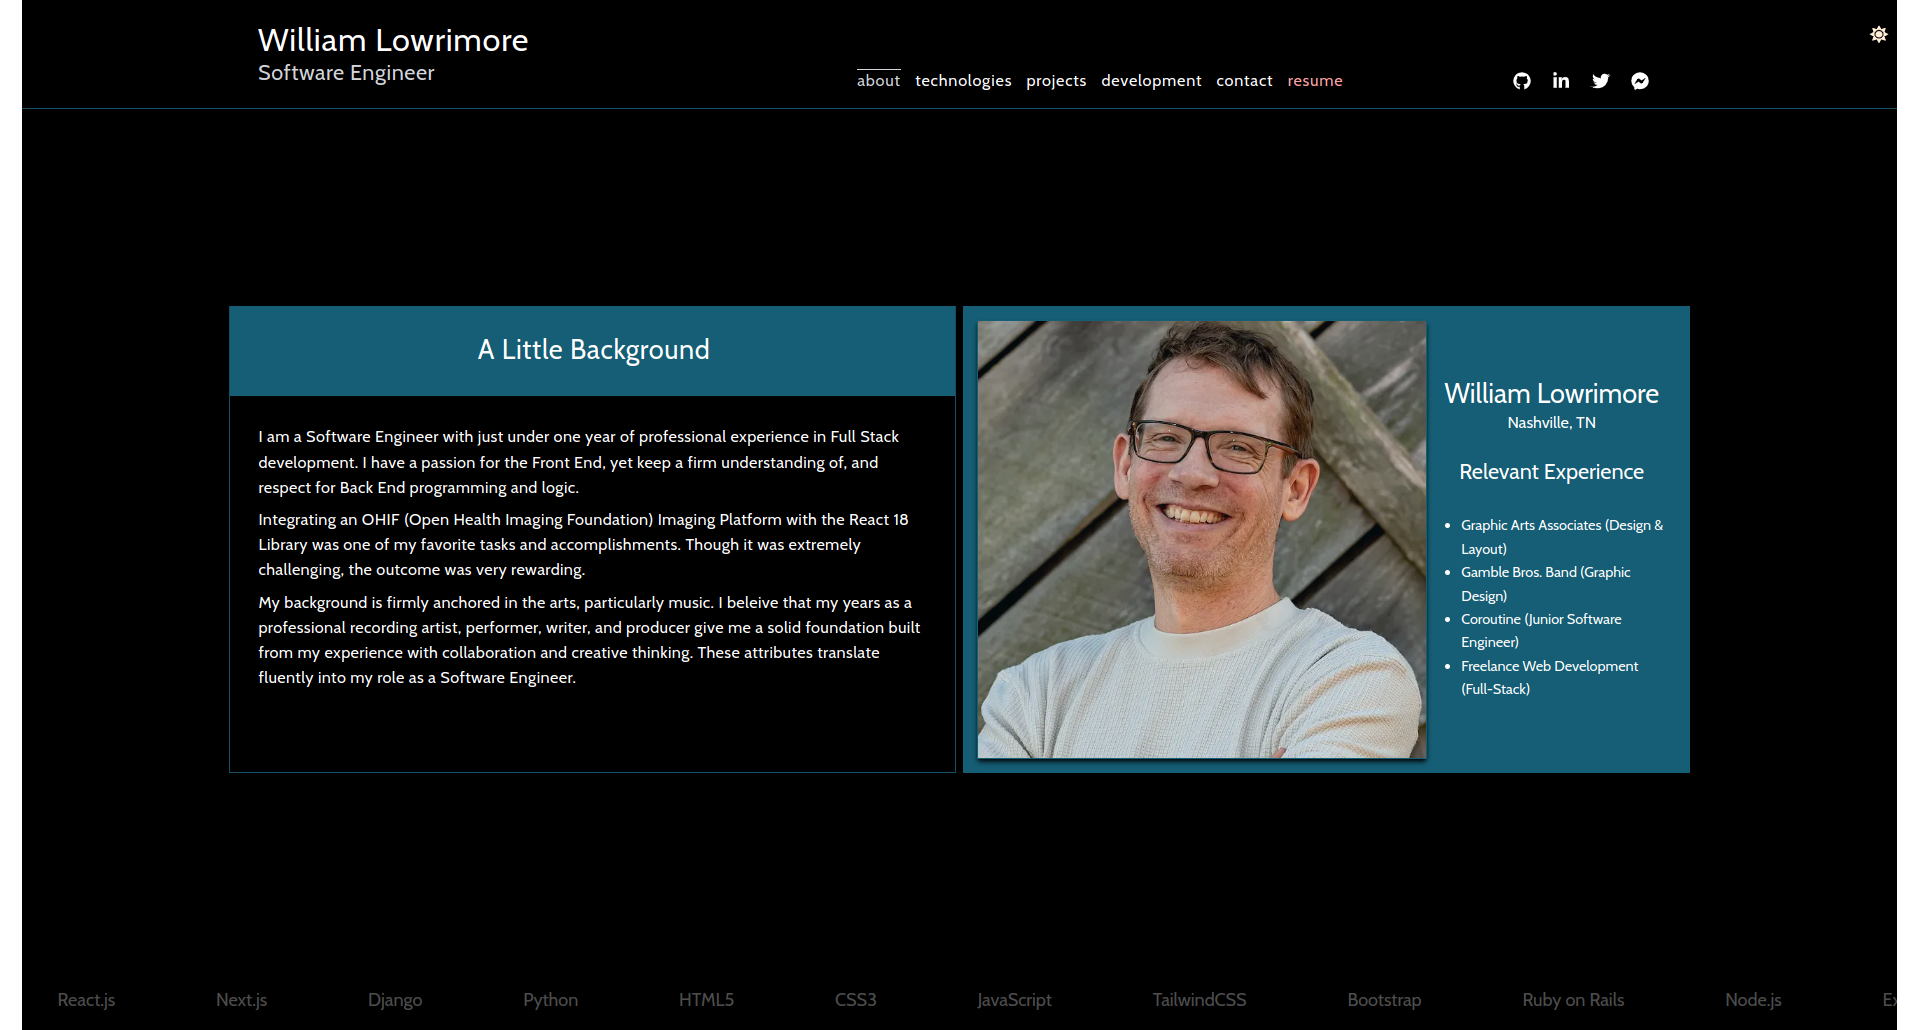 William Lowrimore
Software Engineer
about technologies projects development contact resume
A Little Background
I am a Software Engineer with just under one year of professional experience in Full Stack
development. I have a passion for the Front End, yet keep a firm understanding of, and
respect for Back End programming and logic.
Integrating an OHIF (Open Health Imaging Foundation) Imaging Platform with the React 18
Library was one of my favorite tasks and accomplishments. Though it was extremely
challenging, the outcome was very rewarding.
My background is firmly anchored in the arts, particularly music. I beleive that my years as a
professional recording artist, performer, writer, and producer give me a solid foundation built
from my experience with collaboration and creative thinking. These attributes translate
fluently into my role as a Software Engineer.
William Lowrimore
Nashville, TN
Relevant Experience
• Graphic Arts Associates (Design &
Layout)
• Gamble Bros. Band (Graphic
Design)
• Coroutine (Junior Software
Engineer)
• Freelance Web Development
(Full-Stack)
React.js Next.js Django Python HTML5 CSS3 JavaScript TailwindCSS Bootstrap Ruby on Rails Node.js